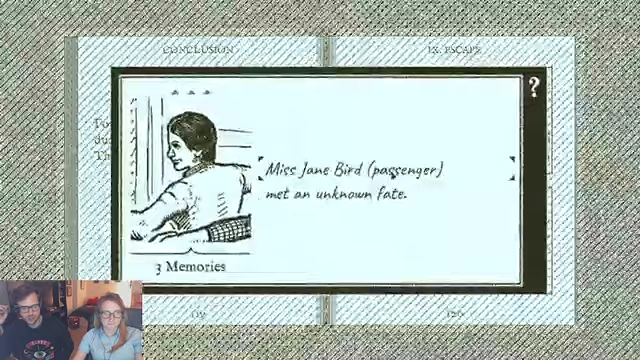 CONCLUSION
IX. ESCAPE
?
Miss Jane Bird (passenger)
met an unknown fate.
3 Memories